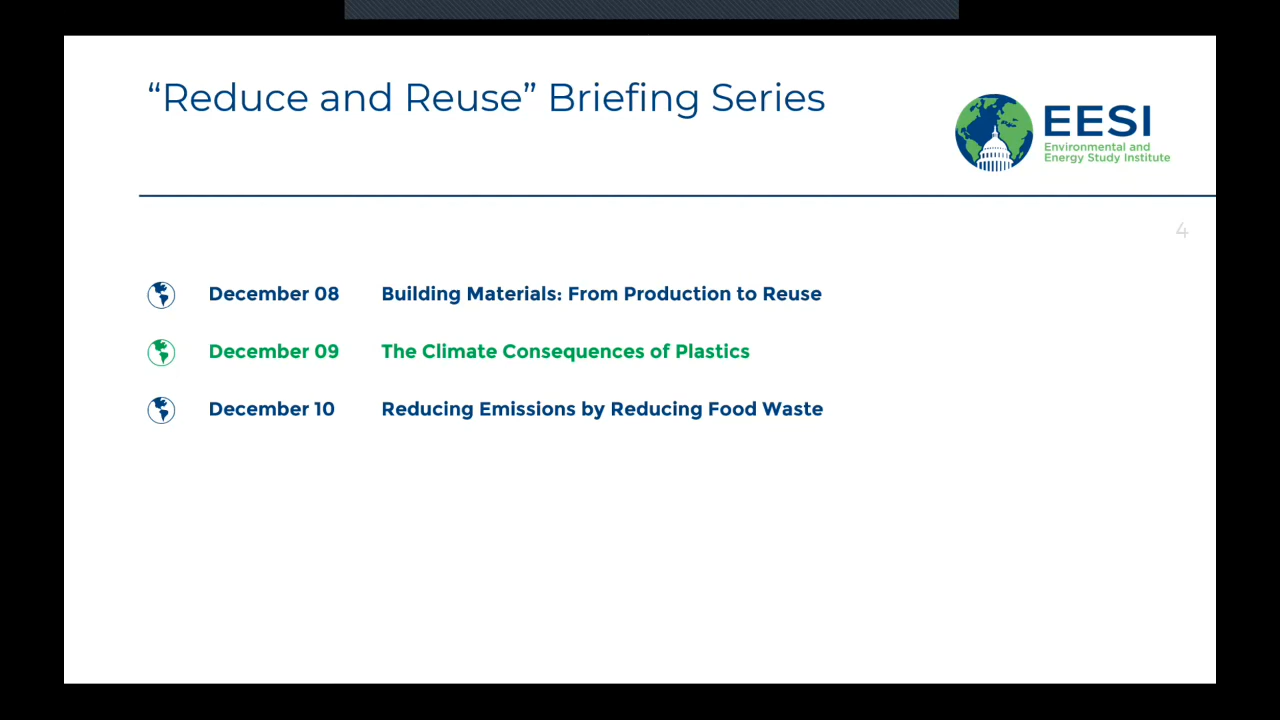 “Reduce and Reuse” Briefing Series
EESI
Environmental and
Energy Study Institute
4
December 08 Building Materials: From Production to Reuse
December 09 The Climate Consequences of Plastics
December 10 Reducing Emissions by Reducing Food Waste